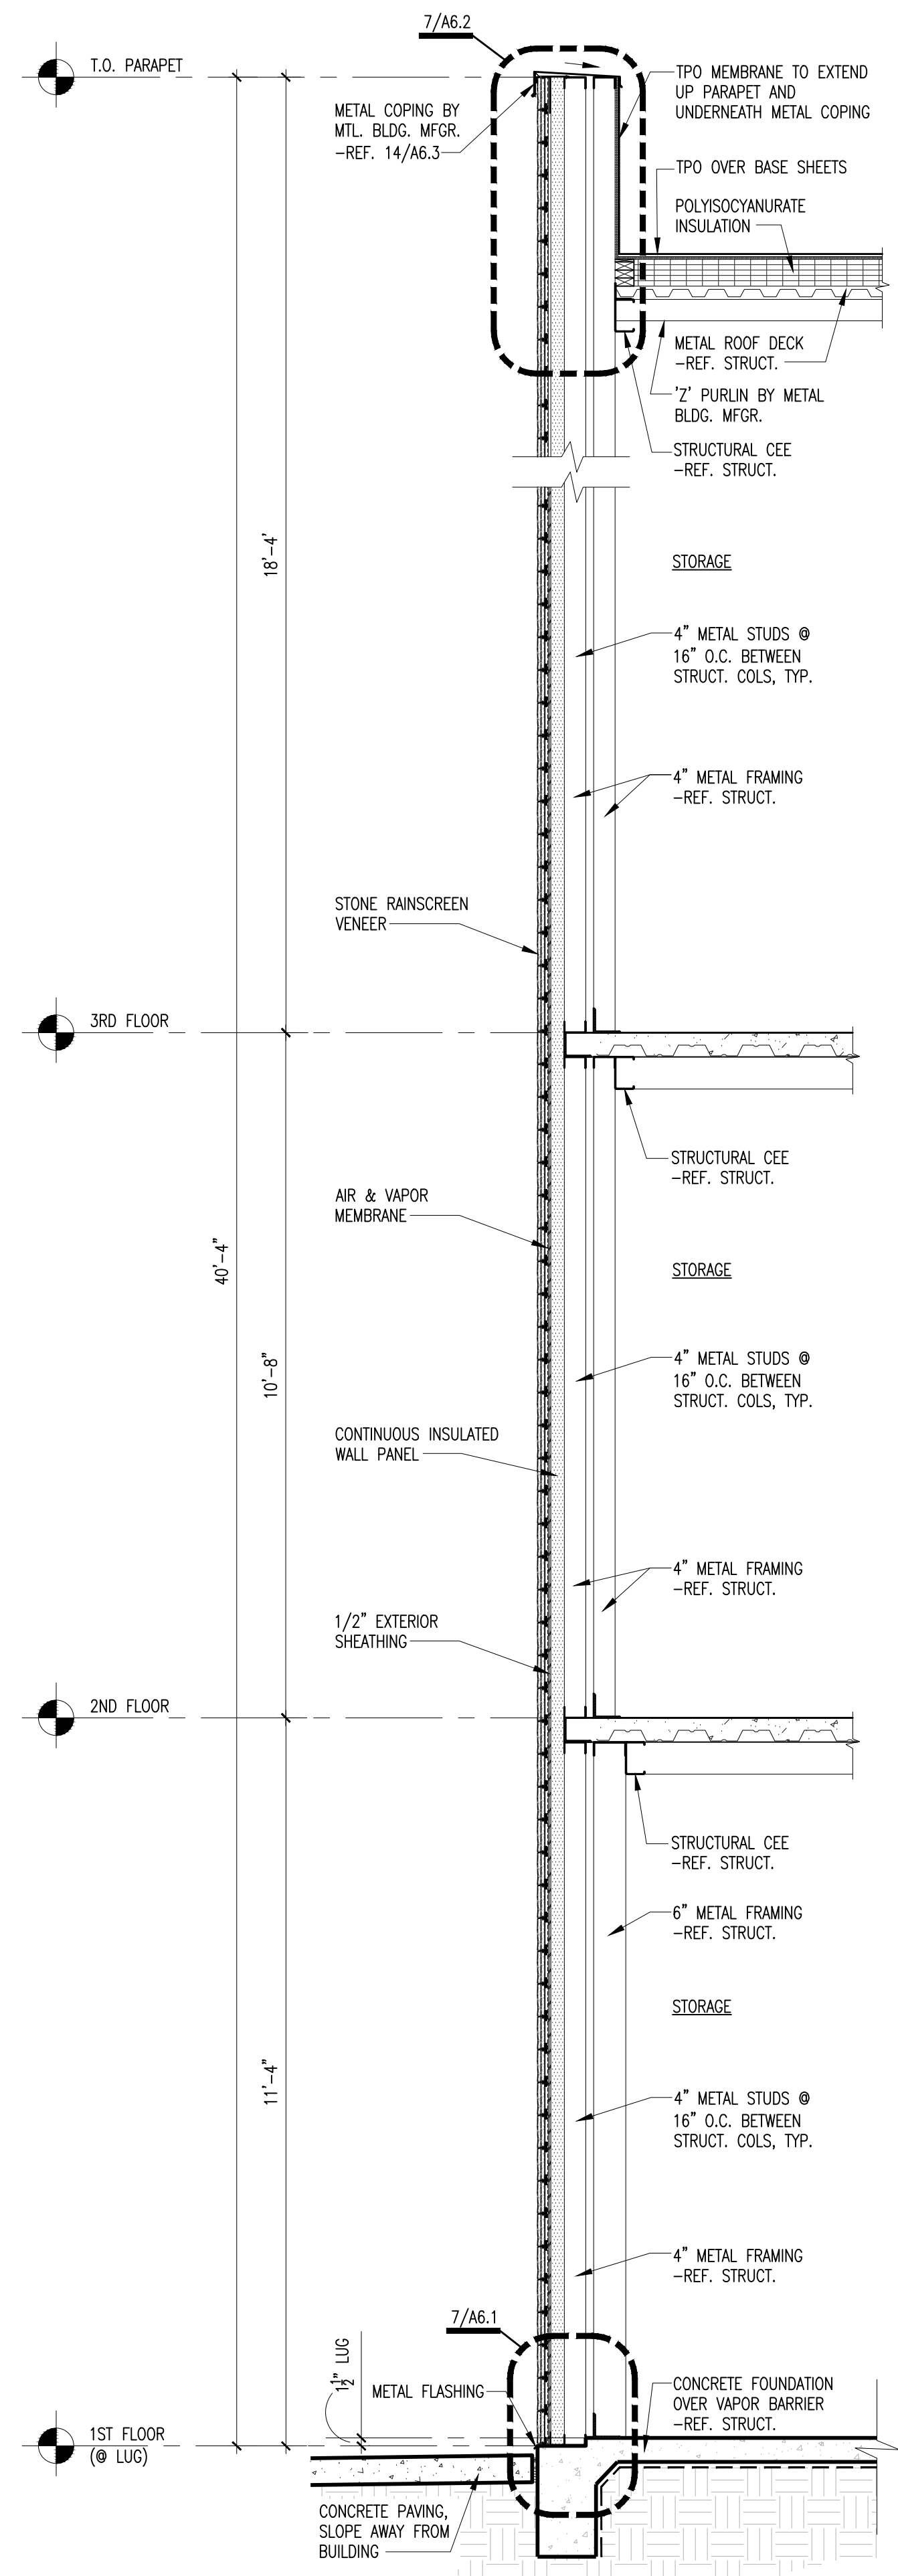 7/A6.2
T.O. PARAPET
METAL COPING BY
MTL. BLDG. MFGR.
-REF. 14/A6.3
TPO MEMBRANE TO EXTEND
UP PARAPET AND
UNDERNEATH METAL COPING
TPO OVER BASE SHEETS
POLYISOCYANURATE
INSULATION
METAL ROOF DECK
-REF. STRUCT.
'Z' PURLIN BY METAL
BLDG. MFGR.
STRUCTURAL CEE
-REF. STRUCT.
18'-4'
STORAGE
4" METAL STUDS @
16" O.C. BETWEEN
STRUCT. COLS, TYP.
4" METAL FRAMING
-REF. STRUCT.
STONE RAINSCREEN
VENEER
3RD FLOOR
STRUCTURAL CEE
-REF. STRUCT.
AIR & VAPOR
MEMBRANE
40'-4"
STORAGE
10'-8"
4" METAL STUDS @
16" O.C. BETWEEN
STRUCT. COLS, TYP.
CONTINUOUS INSULATED
WALL PANEL
4" METAL FRAMING
-REF. STRUCT.
1/2" EXTERIOR
SHEATHING
2ND FLOOR
STRUCTURAL CEE
-REF. STRUCT.
6" METAL FRAMING
-REF. STRUCT.
STORAGE
11'-4"
4" METAL STUDS @
16" O.C. BETWEEN
STRUCT. COLS, TYP.
4" METAL FRAMING
-REF. STRUCT.
7/A6.1
1 1/2" LUG
METAL FLASHING
CONCRETE FOUNDATION
OVER VAPOR BARRIER
-REF. STRUCT.
1ST FLOOR
(@ LUG)
CONCRETE PAVING,
SLOPE AWAY FROM
BUILDING